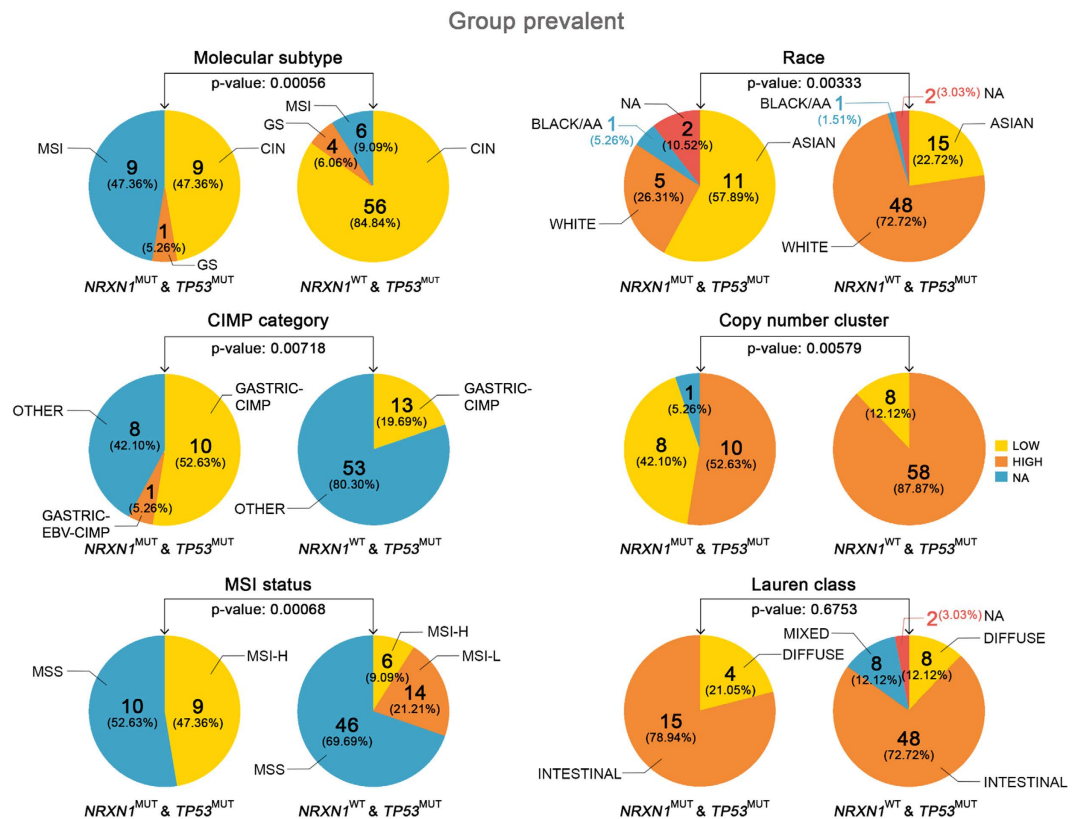 Group prevalent
Molecular subtype
p-value: 0.00056
MSI
9
(47.36%)
9
(47.36%)
CIN
1
(5.26%)
GS
NRXN1MUT & TP53MUT
MSI
GS
6
(9.09%)
4
(6.06%)
CIN
56
(84.84%)
NRXN1WT & TP53MUT
Race
p-value: 0.00333
NA
BLACK/AA 1
(5.26%)
2
(10.52%)
ASIAN
5
(26.31%)
11
(57.89%)
WHITE
NRXN1MUT & TP53MUT
2(3.03%) NA
BLACK/AA 1
(1.51%)
ASIAN
15
(22.72%)
48
(72.72%)
WHITE
NRXN1WT & TP53MUT
CIMP category
p-value: 0.00718
GASTRIC-
CIMP
OTHER
8
(42.10%)
10
(52.63%)
1
(5.26%)
GASTRIC-
EBV-CIMP
NRXN1MUT & TP53MUT
13
(19.69%)
GASTRIC-
CIMP
53
(80.30%)
OTHER
NRXN1WT & TP53MUT
Copy number cluster
p-value: 0.00579
1
(5.26%)
8
(42.10%)
10
(52.63%)
NRXN1MUT & TP53MUT
8
(12.12%)
58
(87.87%)
NRXN1WT & TP53MUT
LOW
HIGH
NA
MSI status
p-value: 0.00068
MSS
MSI-H
10
(52.63%)
9
(47.36%)
NRXN1MUT & TP53MUT
MSI-H
MSI-L
6
(9.09%)
14
(21.21%)
46
(69.69%)
MSS
NRXN1WT & TP53MUT
Lauren class
p-value: 0.6753
DIFFUSE
4
(21.05%)
15
(78.94%)
INTESTINAL
NRXN1MUT & TP53MUT
2(3.03%) NA
MIXED
DIFFUSE
8
(12.12%)
8
(12.12%)
48
(72.72%)
INTESTINAL
NRXN1WT & TP53MUT